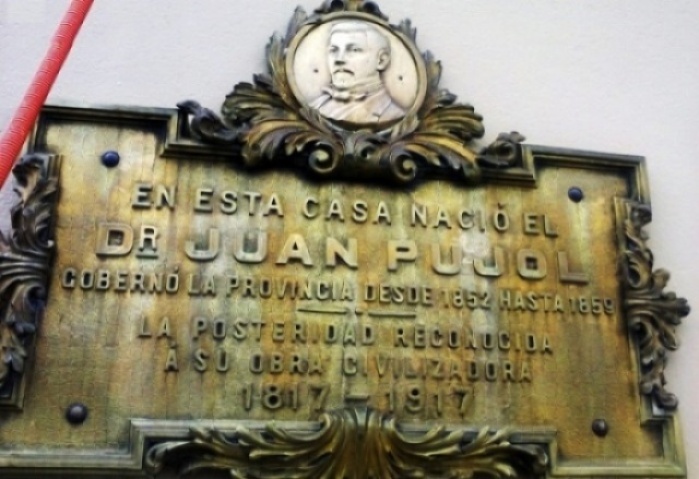 EN ESTA CASA NACIÓ EL
DR JUAN PUJOL
GOBERNÓ LA PROVINCIA DESDE 1852 HASTA 1859
LA POSTERIDAD RECONOCIDA
A SU OBRA CIVILIZADORA
1817-1917